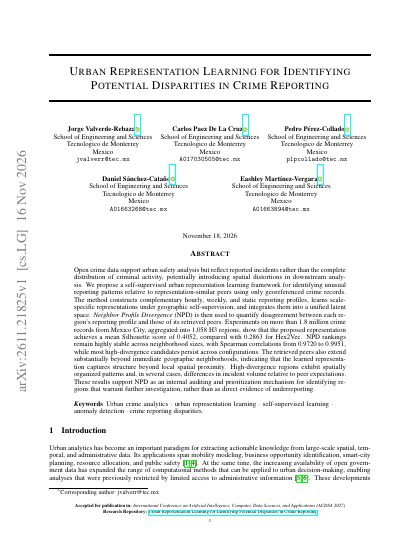 URBAN REPRESENTATION LEARNING FOR IDENTIFYING
POTENTIAL DISPARITIES IN CRIME REPORTING
Jorge Valverde-Rebaza
School of Engineering and Sciences
Tecnologico de Monterrey
Mexico
jvalverr@tec.mx
Carlos Paez De La Cruz
School of Engineering and Sciences
Tecnologico de Monterrey
Mexico
A017030505@tec.mx
Pedro Pérez-Collado
School of Engineering and Sciences
Tecnologico de Monterrey
Mexico
plpcollado@tec.mx
Daniel Sánchez-Cataño
School of Engineering and Sciences
Tecnologico de Monterrey
Mexico
A01663268@tec.mx
Eashley Martínez-Vergara
School of Engineering and Sciences
Tecnologico de Monterrey
Mexico
A01663894@tec.mx
arXiv:2611.21825v1 [cs.LG] 16 Nov 2026
November 18, 2026
ABSTRACT
Open crime data support urban safety analysis but reflect reported incidents rather than the complete
distribution of criminal activity, potentially introducing spatial distortions in downstream analy-
sis. We propose a self-supervised urban representation learning framework for identifying unusual
reporting patterns relative to representation-similar peers using only georeferenced crime records.
The method constructs complementary hourly, weekly, and static reporting profiles, learns scale-
specific representations under geographic self-supervision, and integrates them into a unified latent
space. Neighbor Profile Divergence (NPD) is then used to quantify disagreement between each re-
gion's reporting profile and those of its retrieved peers. Experiments on more than 1.8 million crime
records from Mexico City, aggregated into 1,058 H3 regions, show that the proposed representation
achieves a mean Silhouette score of 0.4052, compared with 0.2863 for Hex2Vec. NPD rankings
remain highly stable across neighborhood sizes, with Spearman correlations from 0.9720 to 0.9951,
while most high-divergence candidates persist across configurations. The retrieved peers also extend
substantially beyond immediate geographic neighborhoods, indicating that the learned representa-
tion captures structure beyond local spatial proximity. High-divergence regions exhibit spatially
organized patterns and, in several cases, differences in incident volume relative to peer expectations.
These results support NPD as an internal auditing and prioritization mechanism for identifying re-
gions that warrant further investigation, rather than as direct evidence of underreporting.
Keywords Urban crime analytics · urban representation learning · self-supervised learning ·
anomaly detection · crime reporting disparities.
1 Introduction
Urban analytics has become an important paradigm for extracting actionable knowledge from large-scale spatial, tem-
poral, and administrative data. Its applications span mobility modeling, business opportunity identification, smart-city
planning, resource allocation, and public safety
At the same time, the increasing availability of open govern-
ment data has expanded the range of computational methods that can be applied to urban decision-making, enabling
analyses that were previously restricted by limited access to administrative information
These developments
*Corresponding author: jvalverr@tec.mx
Accepted for publication in: International Conference on Artificial Intelligence, Computer, Data Sciences, and Applications (ACDSA 2027)
Research Repository: Urban Representation Learning for Identifying Potential Disparities in Crime Reporting
1